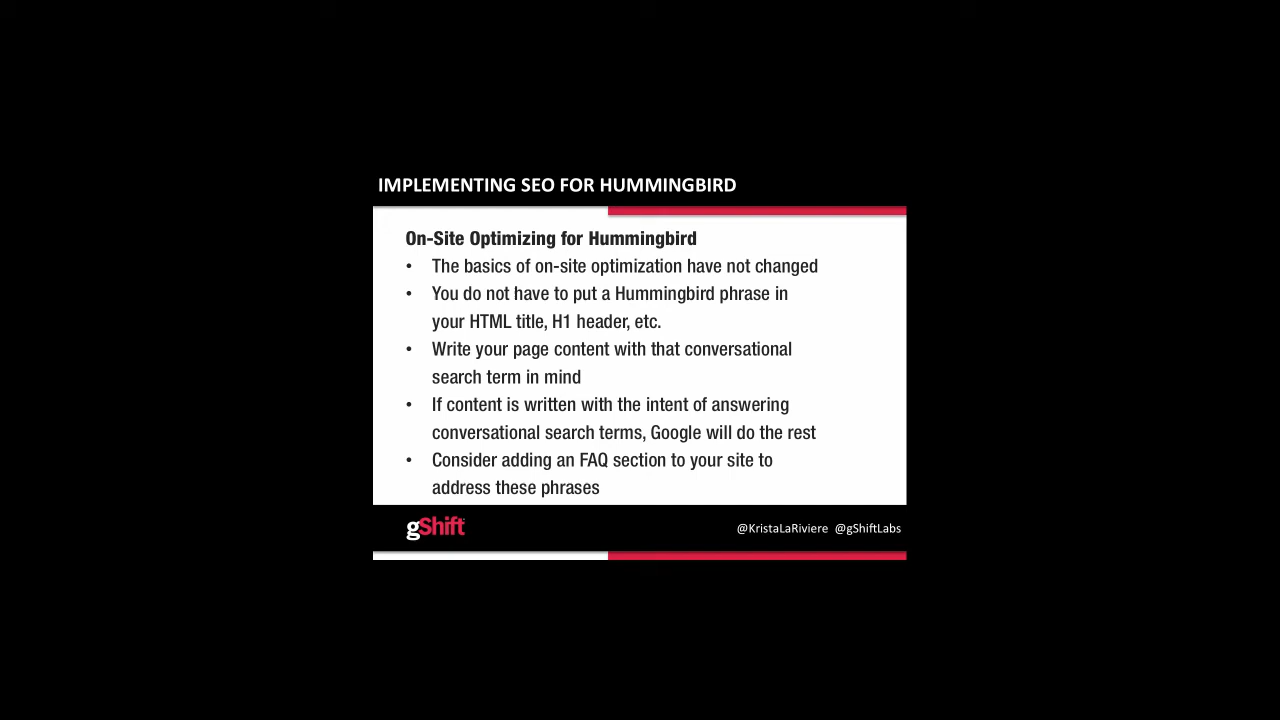 IMPLEMENTING SEO FOR HUMMINGBIRD
On-Site Optimizing for Hummingbird
• The basics of on-site optimization have not changed
• You do not have to put a Hummingbird phrase in
your HTML title, H1 header, etc.
• Write your page content with that conversational
search term in mind
• If content is written with the intent of answering
conversational search terms, Google will do the rest
• Consider adding an FAQ section to your site to
address these phrases
gShift
@KristaLaRiviere @gShiftLabs